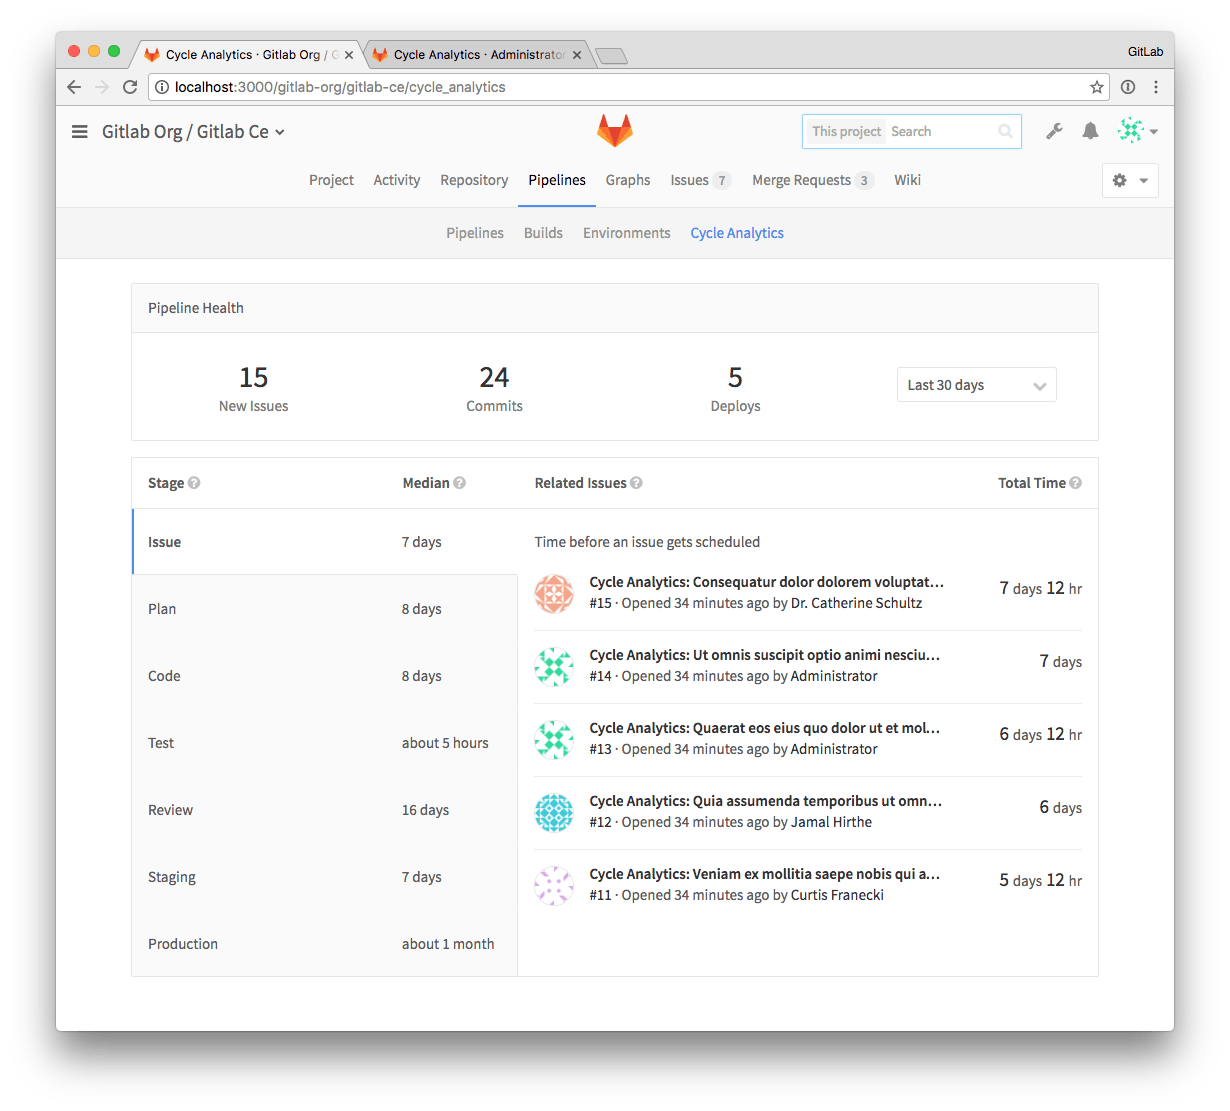 Cycle Analytics · Gitlab Org / G
Cycle Analytics · Administrator
GitLab
localhost:3000/gitlab-org/gitlab-ce/cycle_analytics
Gitlab Org / Gitlab Ce
This project Search
Project Activity Repository Pipelines Graphs Issues 7 Merge Requests 3 Wiki
Pipelines Builds Environments Cycle Analytics
Pipeline Health
15 24 5
New Issues Commits Deploys
Last 30 days
Stage ? Median ? Related Issues ? Total Time ?
Issue 7 days
Time before an issue gets scheduled
Cycle Analytics: Consequatur dolor dolorem voluptat…
7 days 12 hr
#15 · Opened 34 minutes ago by Dr. Catherine Schultz
Plan 8 days
Cycle Analytics: Ut omnis suscipit optio animi nesciu…
7 days
#14 · Opened 34 minutes ago by Administrator
Code 8 days
Cycle Analytics: Quaerat eos eius quo dolor ut et mol…
6 days 12 hr
#13 · Opened 34 minutes ago by Administrator
Test about 5 hours
Cycle Analytics: Quia assumenda temporibus ut omn…
6 days
#12 · Opened 34 minutes ago by Jamal Hirthe
Review 16 days
Cycle Analytics: Veniam ex mollitia saepe nobis qui a…
5 days 12 hr
#11 · Opened 34 minutes ago by Curtis Franecki
Staging 7 days
Production about 1 month